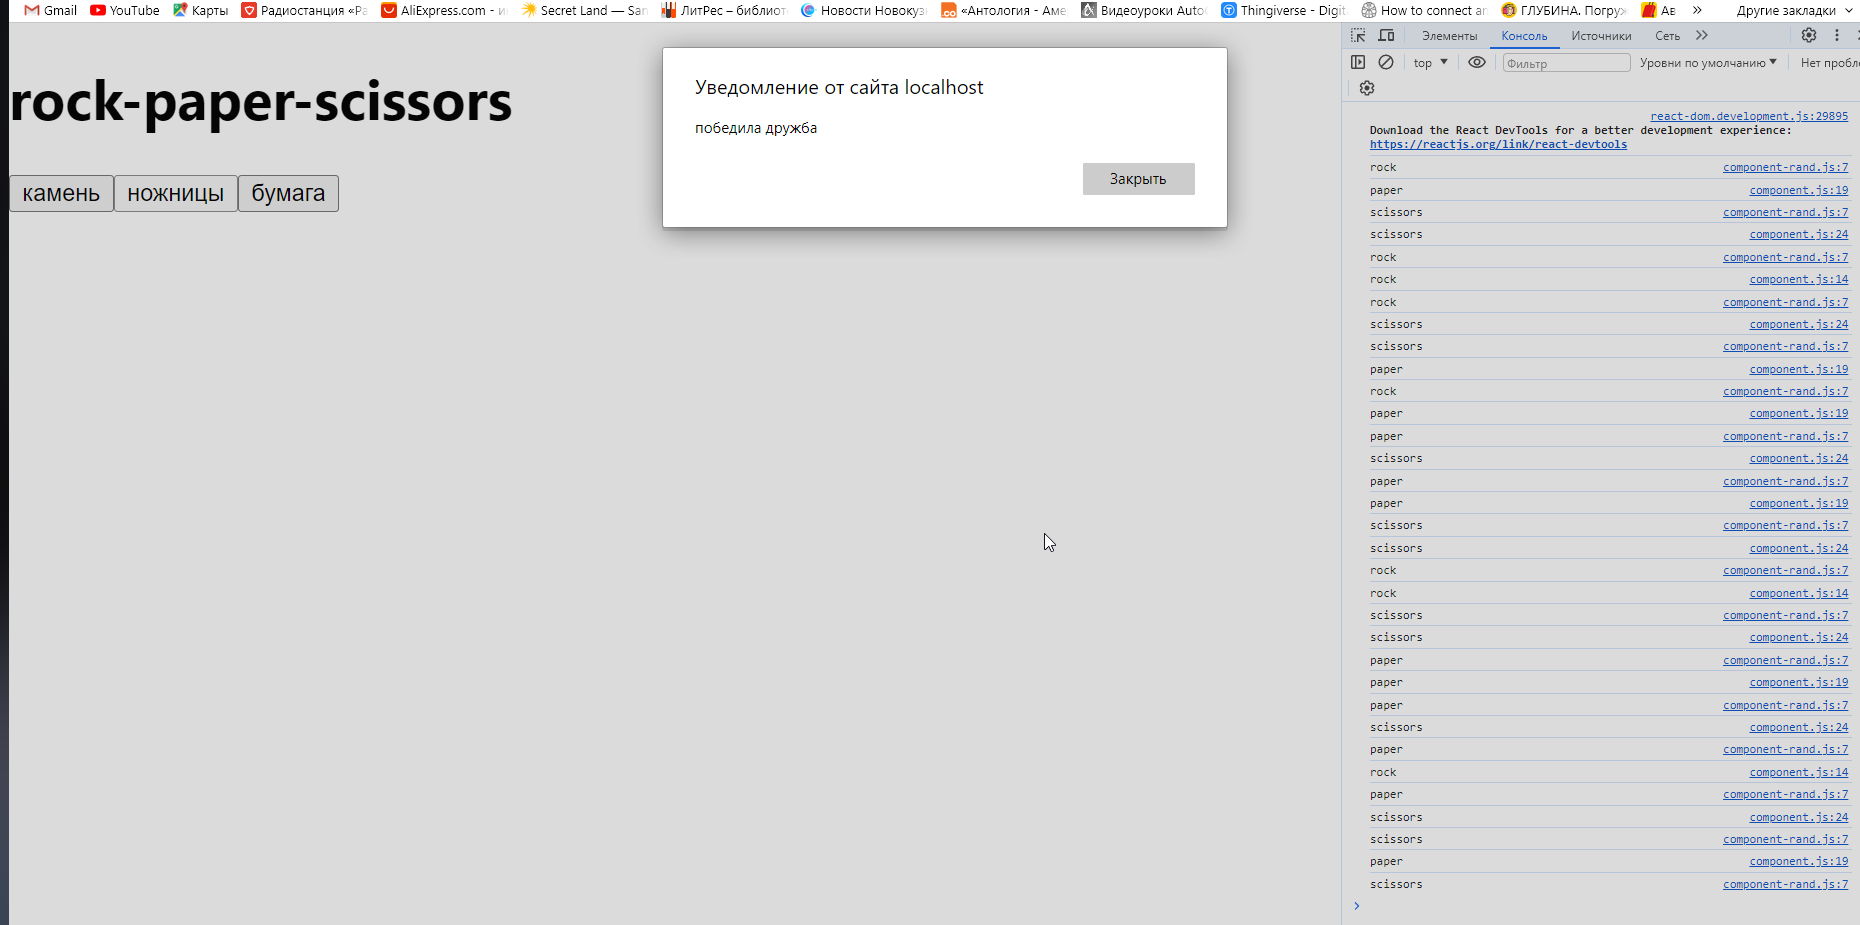 Gmail YouTube Карты Радиостанция «Ра AliExpress.com - и Secret Land — San ЛитРес – библиот Новости Новокуз «Антология - Аме Видеоуроки Auto Thingiverse - Digit How to connect an ГЛУБИНА. Погруж Ав » Другие закладки
Элементы Консоль Источники Сеть »
top Фильтр Уровни по умолчанию Нет пробле
rock-paper-scissors
камень ножницы бумага
Уведомление от сайта localhost
победила дружба
Закрыть
react-dom.development.js:29895
Download the React DevTools for a better development experience:
https://reactjs.org/link/react-devtools
rock component-rand.js:7
paper component.js:19
scissors component-rand.js:7
scissors component.js:24
rock component-rand.js:7
rock component.js:14
rock component-rand.js:7
scissors component.js:24
scissors component-rand.js:7
paper component.js:19
rock component-rand.js:7
paper component.js:19
paper component-rand.js:7
scissors component.js:24
paper component-rand.js:7
paper component.js:19
scissors component-rand.js:7
scissors component.js:24
rock component-rand.js:7
rock component.js:14
scissors component-rand.js:7
scissors component.js:24
paper component-rand.js:7
paper component.js:19
paper component-rand.js:7
scissors component.js:24
paper component-rand.js:7
rock component.js:14
paper component-rand.js:7
scissors component.js:24
scissors component-rand.js:7
paper component.js:19
scissors component-rand.js:7